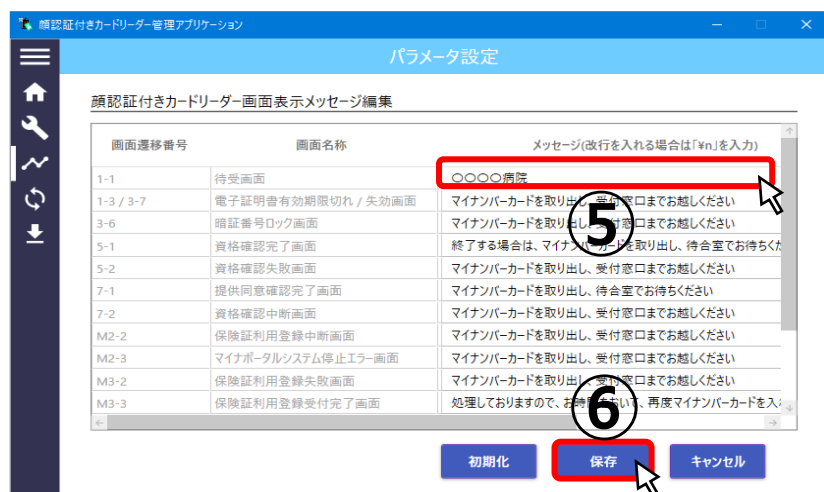 顔認証付きカードリーダー管理アプリケーション
パラメータ設定
顔認証付きカードリーダー画面表示メッセージ編集
画面遷移番号 画面名称 メッセージ(改行を入れる場合は「¥n」を入力)
1-1 待受画面 〇〇〇〇病院
1-3 / 3-7 電子証明書有効期限切れ / 失効画面 マイナンバーカードを取り出し、受付窓口までお越しください
3-6 暗証番号ロック画面 マイナンバーカードを取り出し、受付窓口までお越しください
⑤
5-1 資格確認完了画面 終了する場合は、マイナンバーカードを取り出し、待合室でお待ちくだ
5-2 資格確認失敗画面 マイナンバーカードを取り出し、受付窓口までお越しください
7-1 提供同意確認完了画面 マイナンバーカードを取り出し、待合室でお待ちください
7-2 資格確認中断画面 マイナンバーカードを取り出し、受付窓口までお越しください
M2-2 保険証利用登録中断画面 マイナンバーカードを取り出し、受付窓口までお越しください
M2-3 マイナポータルシステム停止エラー画面 マイナンバーカードを取り出し、受付窓口までお越しください
M3-2 保険証利用登録失敗画面 マイナンバーカードを取り出し、受付窓口までお越しください
M3-3 保険証利用登録受付完了画面 処理しておりますので、お時間をおいて、再度マイナンバーカードを入
⑥
初期化 保存 キャンセル